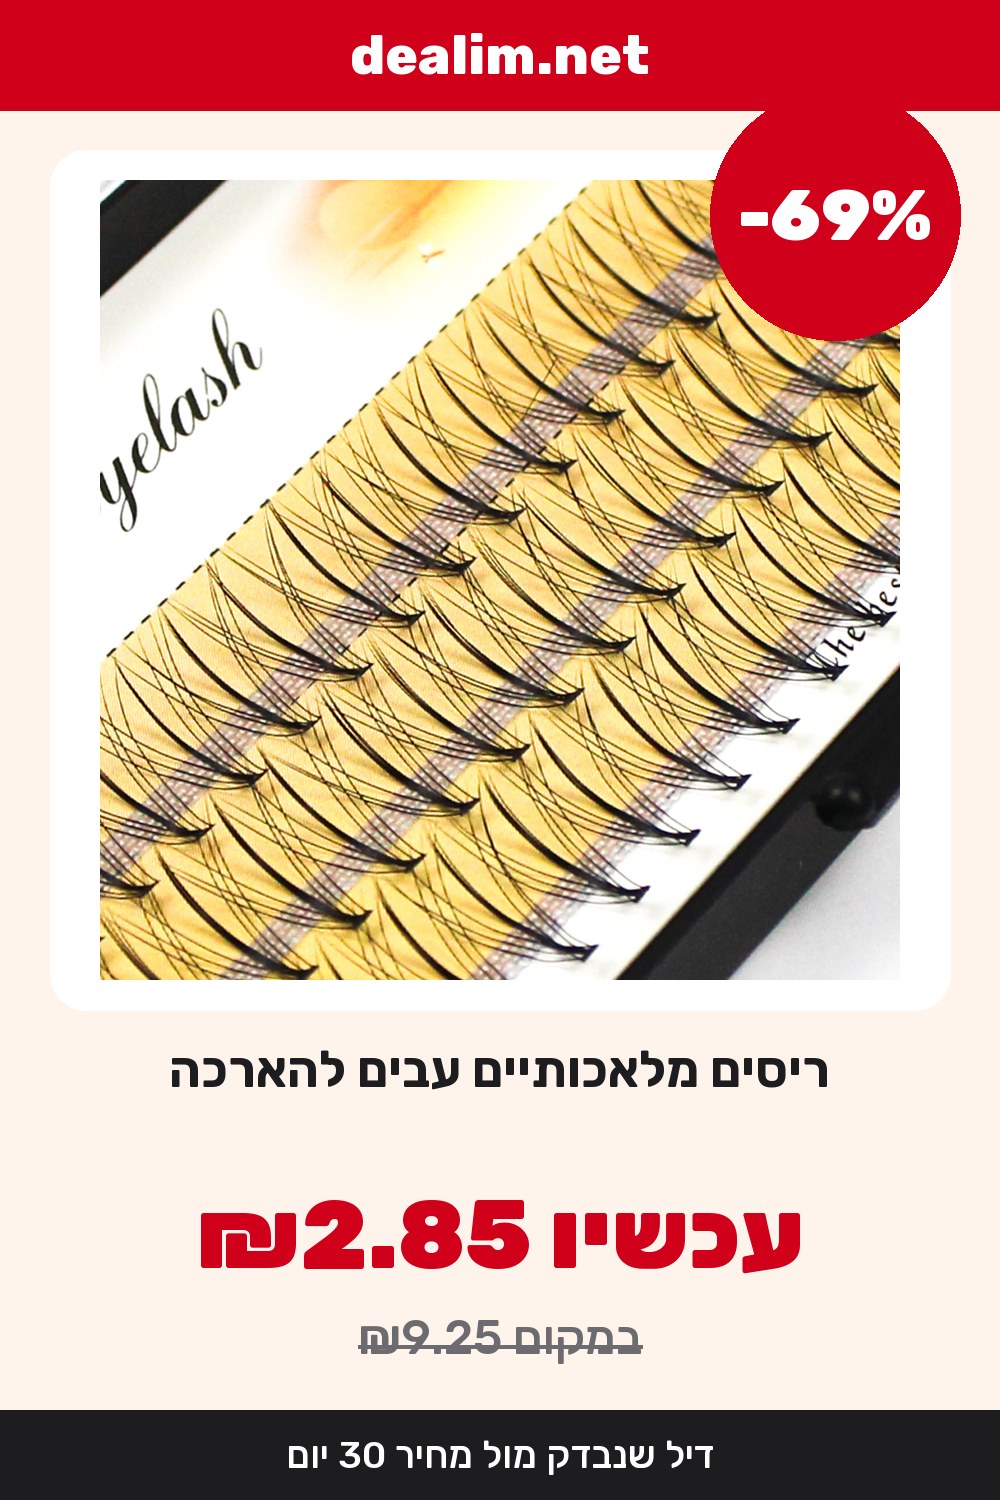 dealim.net
-69%
yelash
ריסים מלאכותיים עבים להארכה
עכשיו 2.85₪
במקום 9.25₪
דיל שנבדק מול מחיר 30 יום